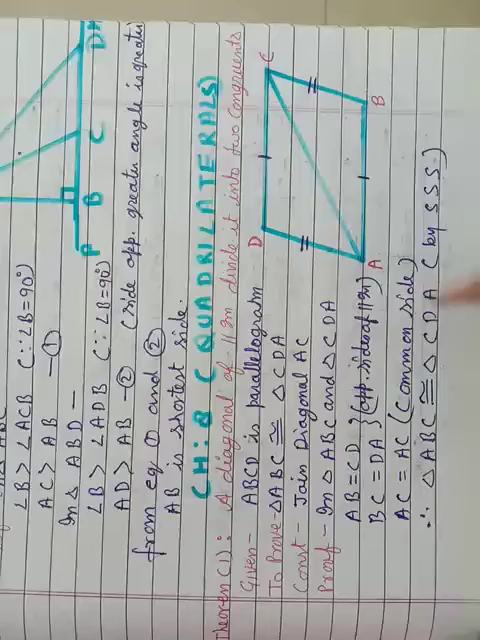 ∠B > ∠ACB (∵ ∠B = 90°)
AC > AB — ①
In △ ABD —
∠B > ∠ADB (∵ ∠B = 90°)
AD > AB — ② (side opp. greater angle is greater
from eq ① and ②
AB is shortest side.
P B C D
CH: 8 (QUADRILATERALS)
Theorem (1): A diagonal of ||gm divide it into two congruents
Given — ABCD is parallelogram
To Prove — △ABC ≅ △CDA
Const — Join Diagonal AC
Proof — In △ ABC and △ CDA
AB = CD } (opp. sides of ||gm)
BC = DA }
AC = AC (Common side)
∴ △ ABC ≅ △ CDA (by SSS.)
D C
A B